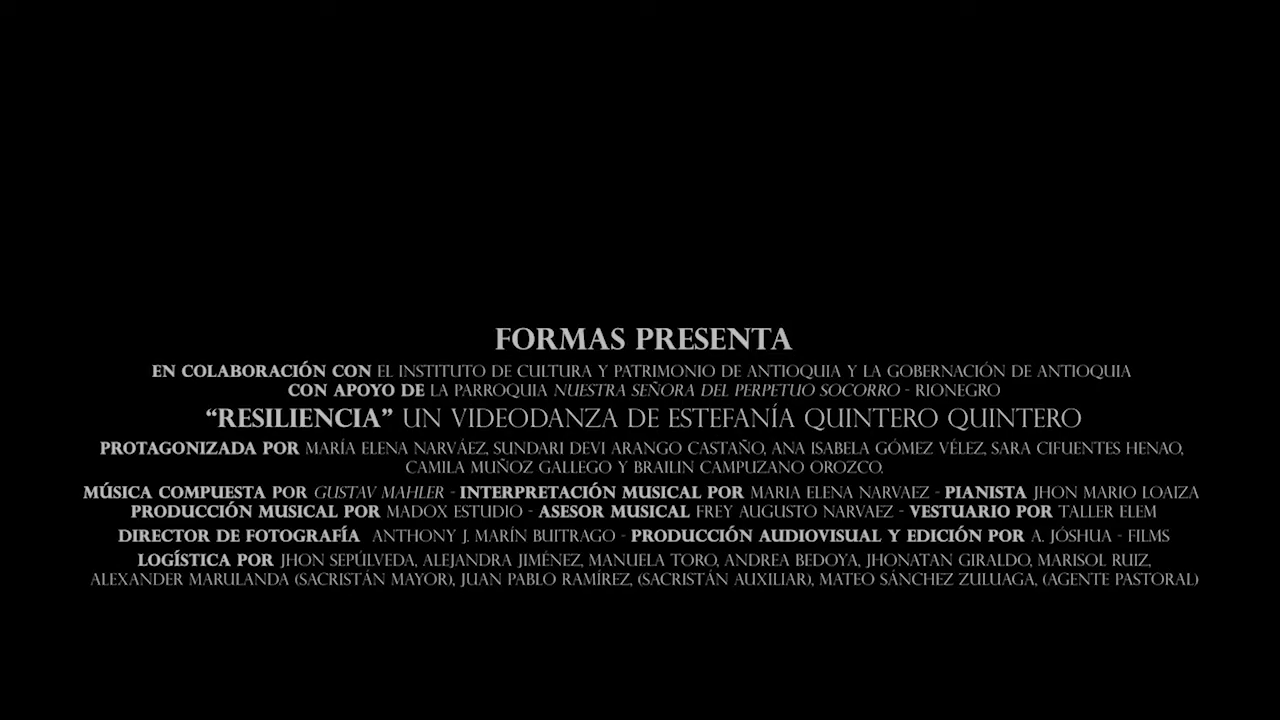 FORMAS PRESENTA
EN COLABORACIÓN CON EL INSTITUTO DE CULTURA Y PATRIMONIO DE ANTIOQUIA Y LA GOBERNACIÓN DE ANTIOQUIA
CON APOYO DE LA PARROQUIA NUESTRA SEÑORA DEL PERPETUO SOCORRO - RIONEGRO
“RESILIENCIA” UN VIDEODANZA DE ESTEFANÍA QUINTERO QUINTERO
PROTAGONIZADA POR MARÍA ELENA NARVÁEZ, SUNDARI DEVI ARANGO CASTAÑO, ANA ISABELA GÓMEZ VÉLEZ, SARA CIFUENTES HENAO,
CAMILA MUÑOZ GALLEGO Y BRAILIN CAMPUZANO OROZCO.
MÚSICA COMPUESTA POR GUSTAV MAHLER - INTERPRETACIÓN MUSICAL POR MARIA ELENA NARVAEZ - PIANISTA JHON MARIO LOAIZA
PRODUCCIÓN MUSICAL POR MADOX ESTUDIO - ASESOR MUSICAL FREY AUGUSTO NARVAEZ - VESTUARIO POR TALLER ELEM
DIRECTOR DE FOTOGRAFÍA ANTHONY J. MARÍN BUITRAGO - PRODUCCIÓN AUDIOVISUAL Y EDICIÓN POR A. JÓSHUA - FILMS
LOGÍSTICA POR JHON SEPÚLVEDA, ALEJANDRA JIMÉNEZ, MANUELA TORO, ANDREA BEDOYA, JHONATAN GIRALDO, MARISOL RUIZ,
ALEXANDER MARULANDA (SACRISTÁN MAYOR), JUAN PABLO RAMÍREZ, (SACRISTÁN AUXILIAR), MATEO SÁNCHEZ ZULUAGA, (AGENTE PASTORAL)